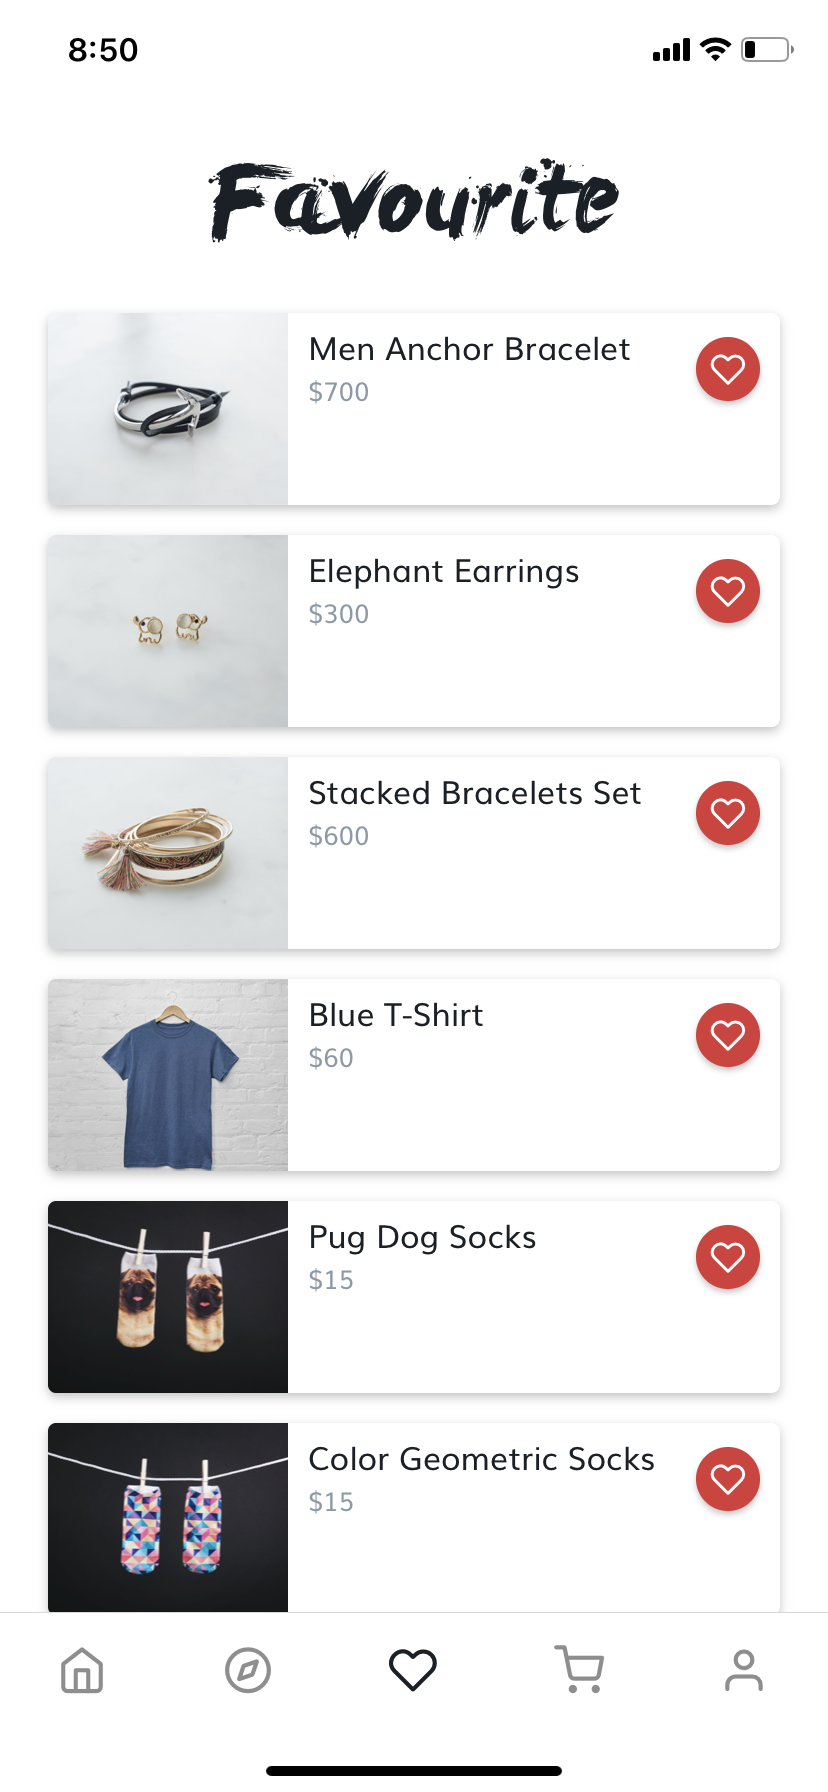 8:50
Favourite
Men Anchor Bracelet
$700
Elephant Earrings
$300
Stacked Bracelets Set
$600
Blue T-Shirt
$60
Pug Dog Socks
$15
Color Geometric Socks
$15